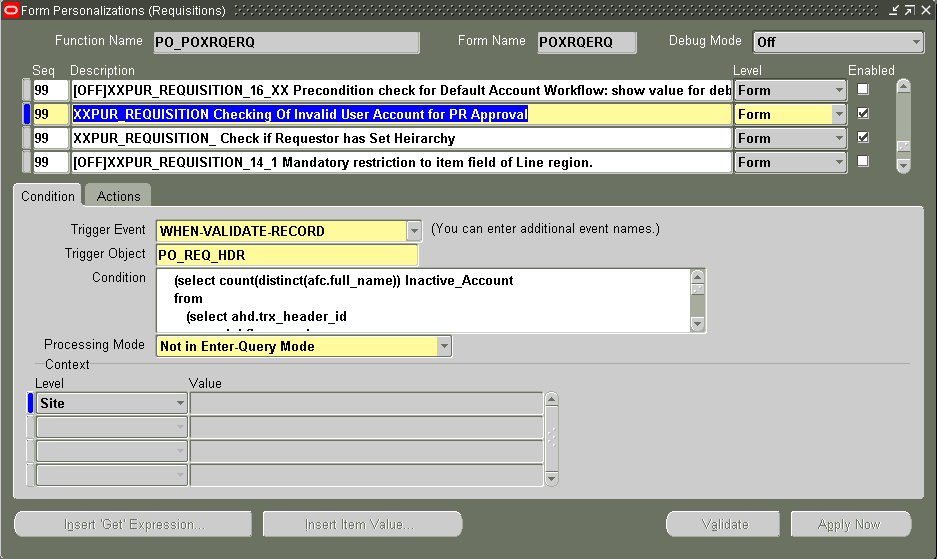 Form Personalizations (Requisitions)
Function Name PO_POXRQERQ Form Name POXRQERQ Debug Mode Off
Seq Description Level Enabled
99 [OFF]XXPUR_REQUISITION_16_XX Precondition check for Default Account Workflow: show value for deb Form
99 XXPUR_REQUISITION Checking Of Invalid User Account for PR Approval Form
99 XXPUR_REQUISITION_ Check if Requestor has Set Heirarchy Form
99 [OFF]XXPUR_REQUISITION_14_1 Mandatory restriction to item field of Line region. Form
Condition Actions
Trigger Event WHEN-VALIDATE-RECORD (You can enter additional event names.)
Trigger Object PO_REQ_HDR
Condition (select count(distinct(afc.full_name)) Inactive_Account
from
(select ahd.trx_header_id
Processing Mode Not in Enter-Query Mode
Context
Level Value
Site
Insert 'Get' Expression... Insert Item Value... Validate Apply Now